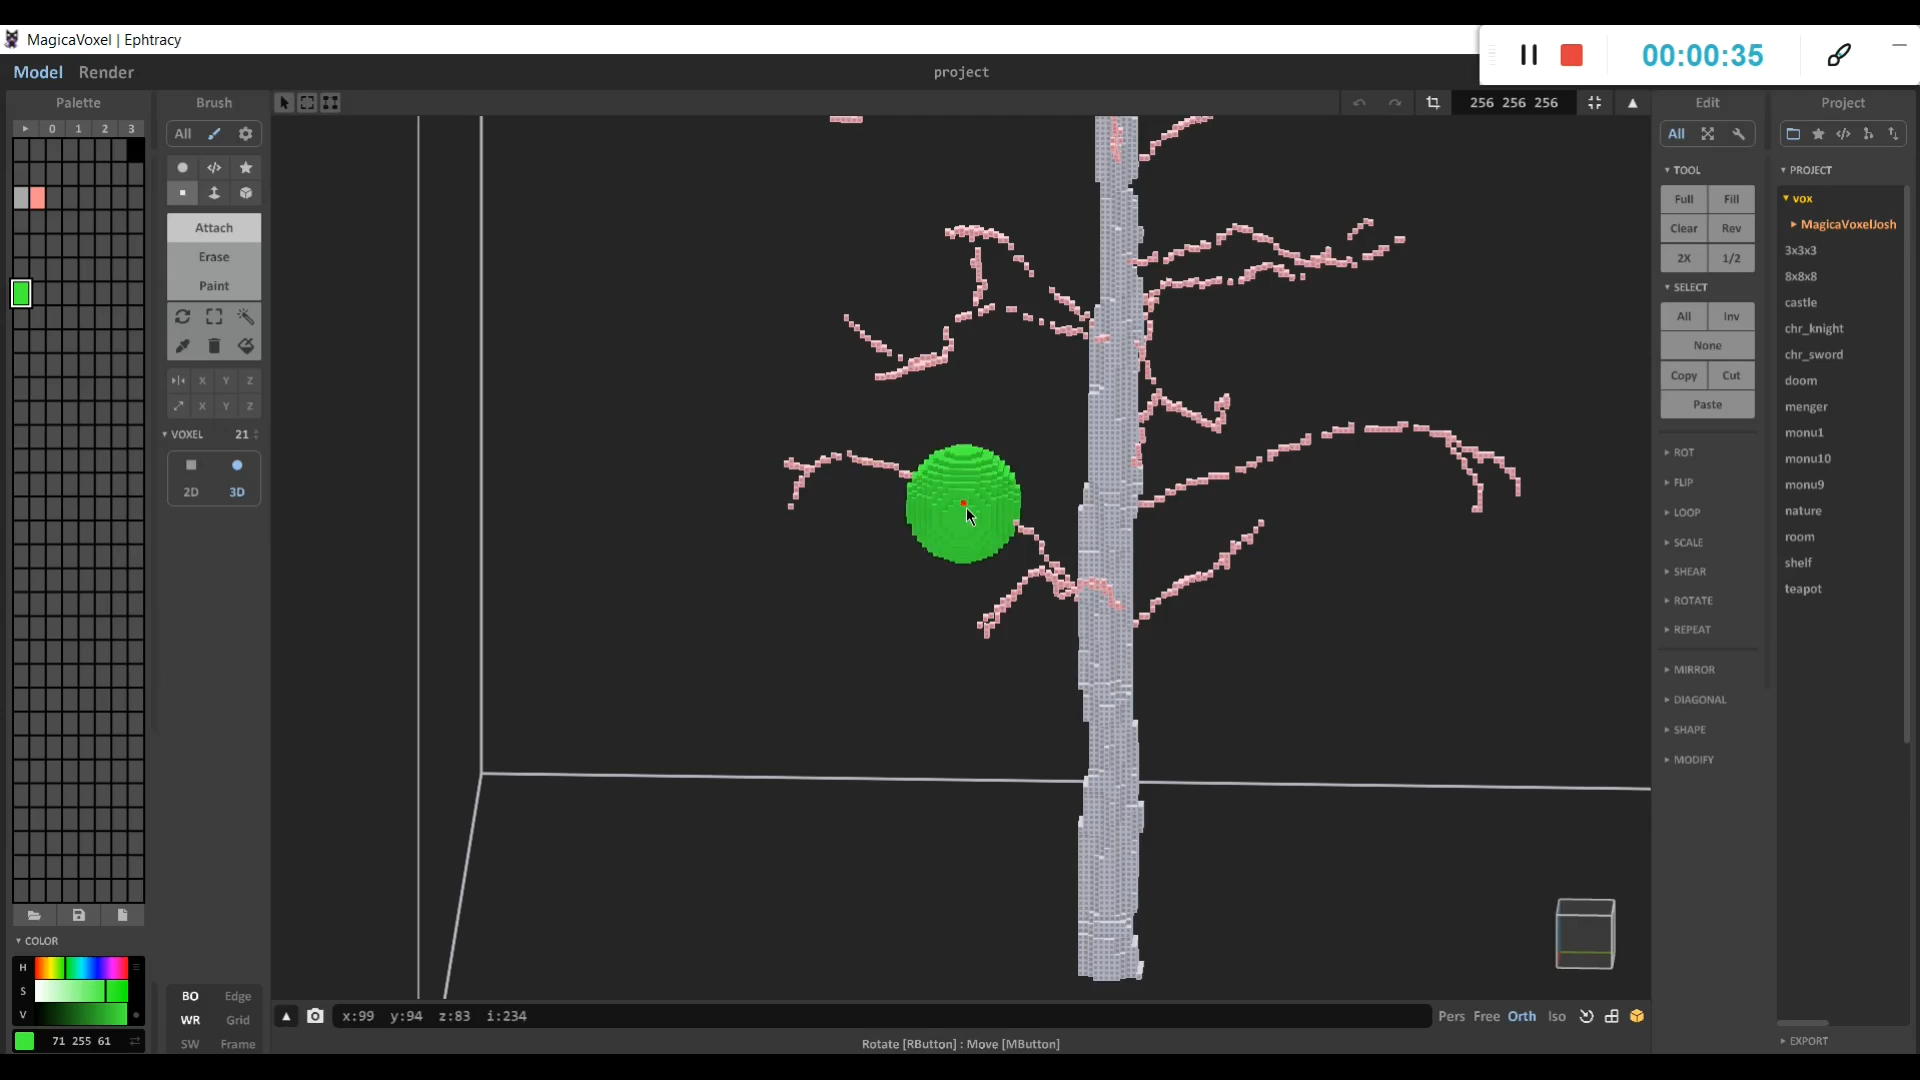 MagicaVoxel | Ephtracy
00:00:35
Model Render
project
Palette
Brush
256 256 256
Edit
Project
0 1 2 3
All
All
TOOL
PROJECT
Full Fill
vox
Attach
Clear Rev
MagicaVoxelJosh
Erase
2X 1/2
3x3x3
Paint
SELECT
8x8x8
All Inv
castle
None
chr_knight
X Y Z
Copy Cut
chr_sword
X Y Z
Paste
doom
VOXEL 21
menger
2D 3D
monu1
ROT
monu10
FLIP
monu9
LOOP
nature
SCALE
room
SHEAR
shelf
ROTATE
teapot
REPEAT
MIRROR
DIAGONAL
SHAPE
MODIFY
COLOR
H
S
V
71 255 61
BO Edge
WR Grid
SW Frame
x:99 y:94 z:83 i:234
Pers Free Orth Iso
Rotate [RButton] : Move [MButton]
EXPORT